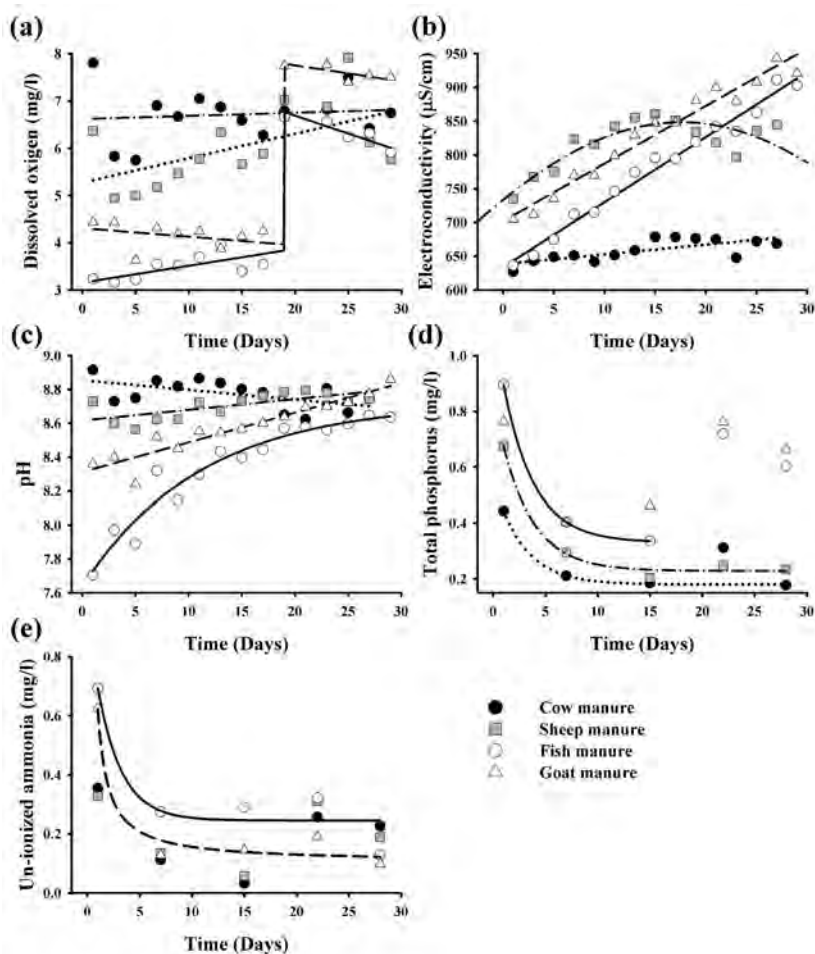 (a)
(b)
Dissolved oxigen (mg/l)
8
7
6
5
4
3
0 5 10 15 20 25 30
Time (Days)
Electroconductivity (µS/cm)
950
900
850
800
750
700
650
600
0 5 10 15 20 25 30
Time (Days)
(c)
(d)
pH
9.0
8.8
8.6
8.4
8.2
8.0
7.8
7.6
0 5 10 15 20 25 30
Time (Days)
Total phosphorus (mg/l)
1.0
0.8
0.6
0.4
0.2
0 5 10 15 20 25 30
Time (Days)
(e)
Un-ionized ammonia (mg/l)
0.8
0.6
0.4
0.2
0.0
0 5 10 15 20 25 30
Time (Days)
Cow manure
Sheep manure
Fish manure
Goat manure